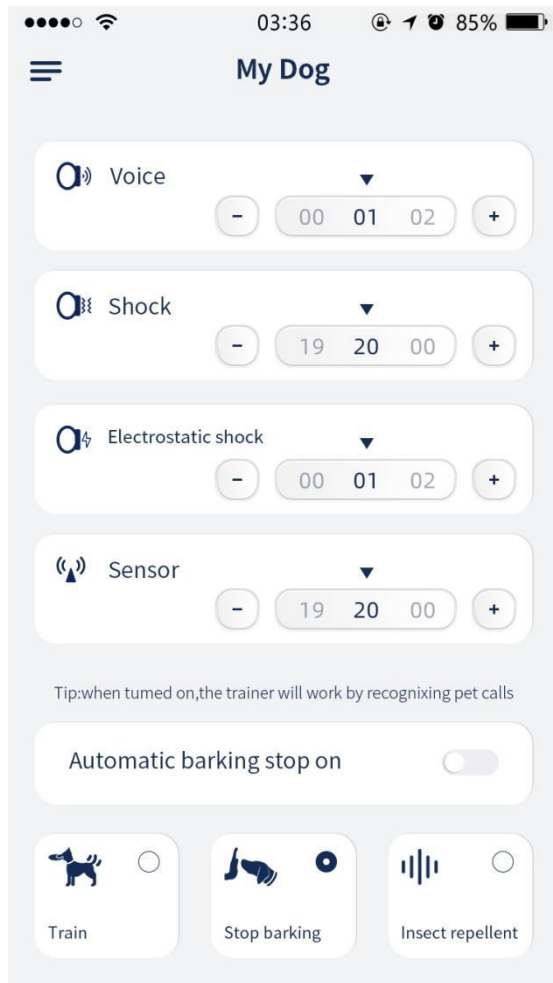 03:36 85%
My Dog
Voice
- 00 01 02 +
Shock
- 19 20 00 +
Electrostatic shock
- 00 01 02 +
Sensor
- 19 20 00 +
Tip:when tumed on,the trainer will work by recognixing pet calls
Automatic barking stop on
Train Stop barking Insect repellent